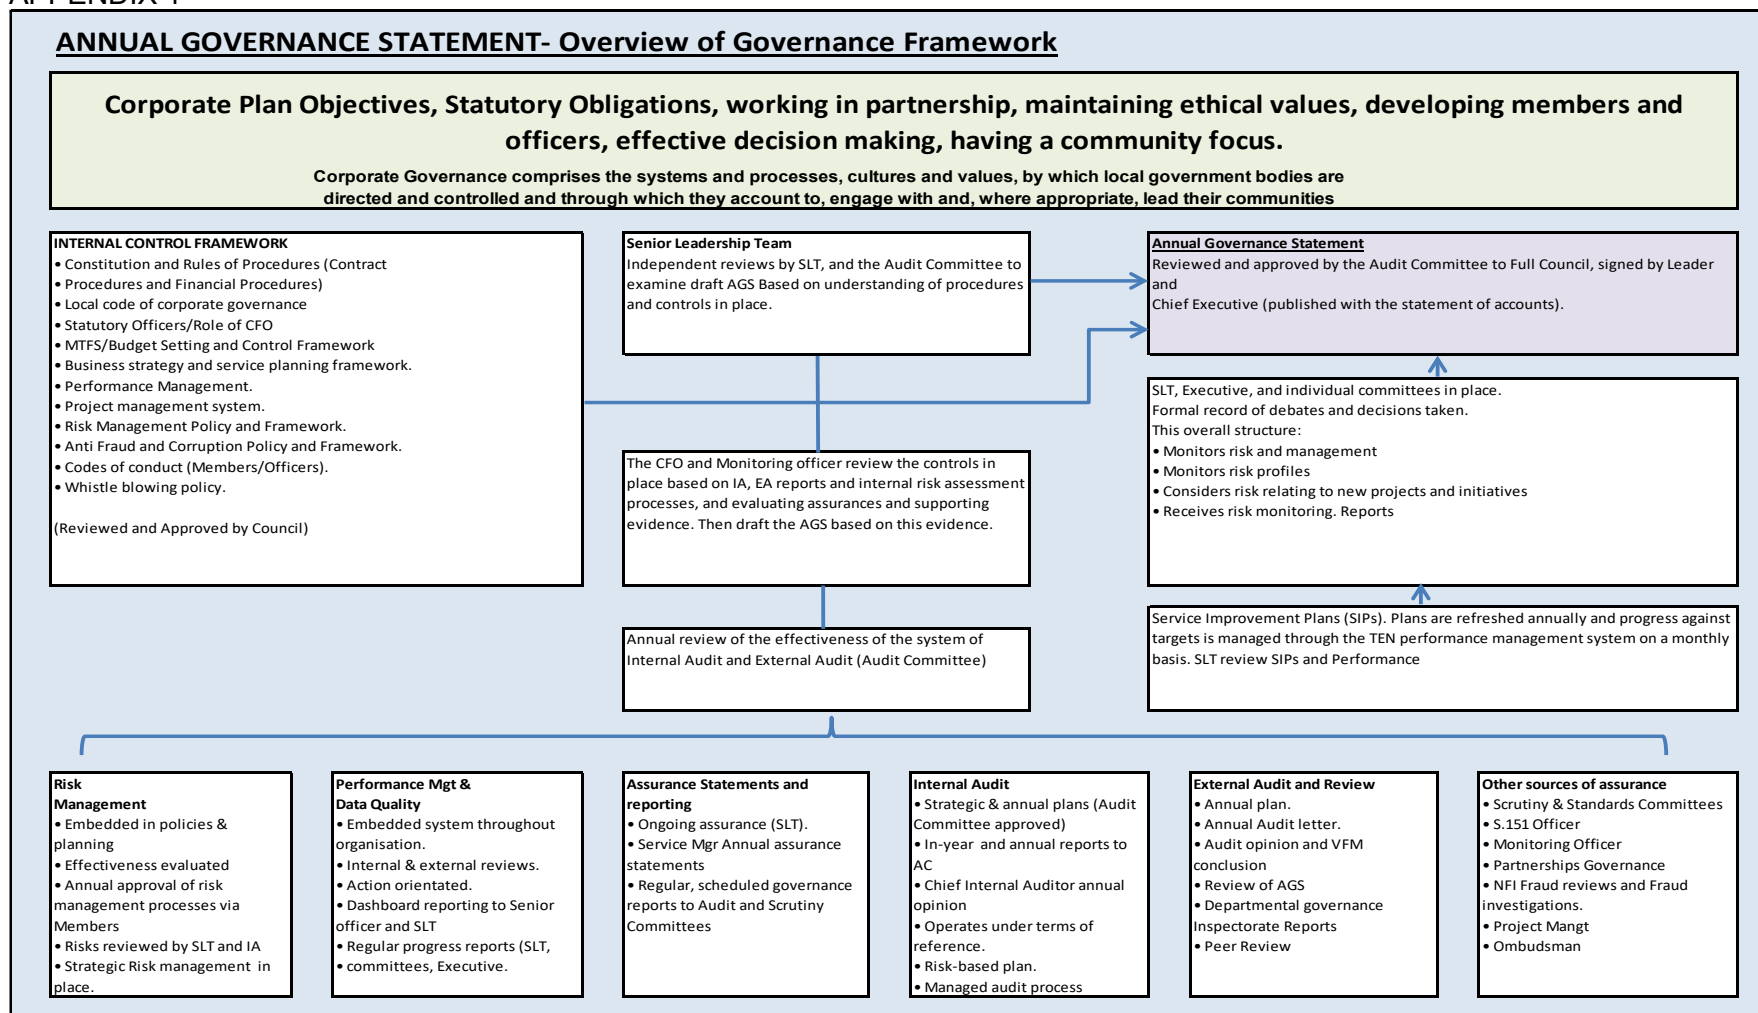 ANNUAL GOVERNANCE STATEMENT- Overview of Governance Framework
Corporate Plan Objectives, Statutory Obligations, working in partnership, maintaining ethical values, developing members and
officers, effective decision making, having a community focus.
Corporate Governance comprises the systems and processes, cultures and values, by which local government bodies are
directed and controlled and through which they account to, engage with and, where appropriate, lead their communities
INTERNAL CONTROL FRAMEWORK
• Constitution and Rules of Procedures (Contract
• Procedures and Financial Procedures)
• Local code of corporate governance
• Statutory Officers/Role of CFO
• MTFS/Budget Setting and Control Framework
• Business strategy and service planning framework.
• Performance Management.
• Project management system.
• Risk Management Policy and Framework.
• Anti Fraud and Corruption Policy and Framework.
• Codes of conduct (Members/Officers).
• Whistle blowing policy.
(Reviewed and Approved by Council)
Senior Leadership Team
Independent reviews by SLT, and the Audit Committee to
examine draft AGS Based on understanding of procedures
and controls in place.
Annual Governance Statement
Reviewed and approved by the Audit Committee to Full Council, signed by Leader
and
Chief Executive (published with the statement of accounts).
The CFO and Monitoring officer review the controls in
place based on IA, EA reports and internal risk assessment
processes, and evaluating assurances and supporting
evidence. Then draft the AGS based on this evidence.
SLT, Executive, and individual committees in place.
Formal record of debates and decisions taken.
This overall structure:
• Monitors risk and management
• Monitors risk profiles
• Considers risk relating to new projects and initiatives
• Receives risk monitoring. Reports
Annual review of the effectiveness of the system of
Internal Audit and External Audit (Audit Committee)
Service Improvement Plans (SIPs). Plans are refreshed annually and progress against
targets is managed through the TEN performance management system on a monthly
basis. SLT review SIPs and Performance
Risk
Management
• Embedded in policies &
planning
• Effectiveness evaluated
• Annual approval of risk
management processes via
Members
• Risks reviewed by SLT and IA
• Strategic Risk management in
place.
Performance Mgt &
Data Quality
• Embedded system throughout
organisation.
• Internal & external reviews.
• Action orientated.
• Dashboard reporting to Senior
officer and SLT
• Regular progress reports (SLT,
• committees, Executive.
Assurance Statements and
reporting
• Ongoing assurance (SLT).
• Service Mgr Annual assurance
statements
• Regular, scheduled governance
reports to Audit and Scrutiny
Committees
Internal Audit
• Strategic & annual plans (Audit
Committee approved)
• In-year and annual reports to
AC
• Chief Internal Auditor annual
opinion
• Operates under terms of
reference.
• Risk-based plan.
• Managed audit process
External Audit and Review
• Annual plan.
• Annual Audit letter.
• Audit opinion and VFM
conclusion
• Review of AGS
• Departmental governance
Inspectorate Reports
• Peer Review
Other sources of assurance
• Scrutiny & Standards Committees
• S.151 Officer
• Monitoring Officer
• Partnerships Governance
• NFI Fraud reviews and Fraud
investigations.
• Project Mangt
• Ombudsman